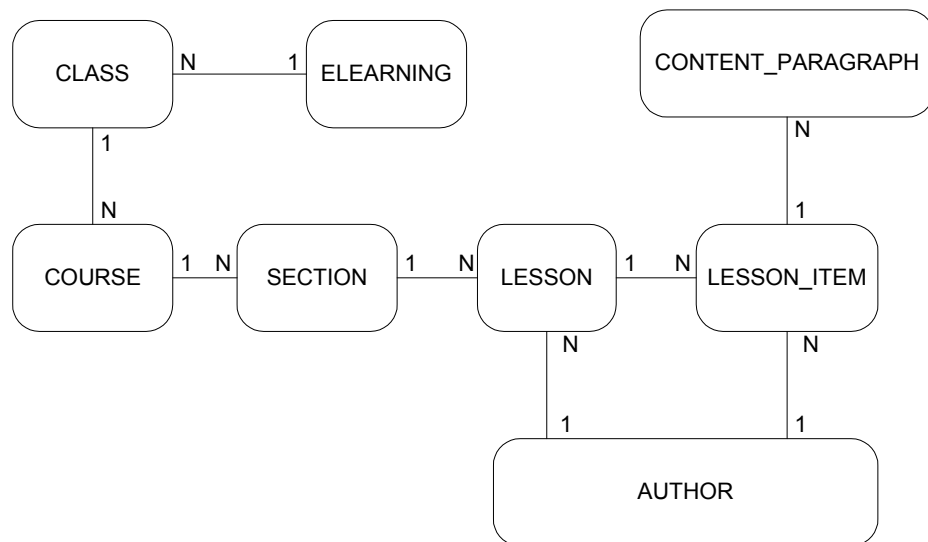 CLASS
N
1
ELEARNING
CONTENT_PARAGRAPH
1
N
N
1
COURSE
1
N
SECTION
1
N
LESSON
1
N
LESSON_ITEM
N
N
1
1
AUTHOR